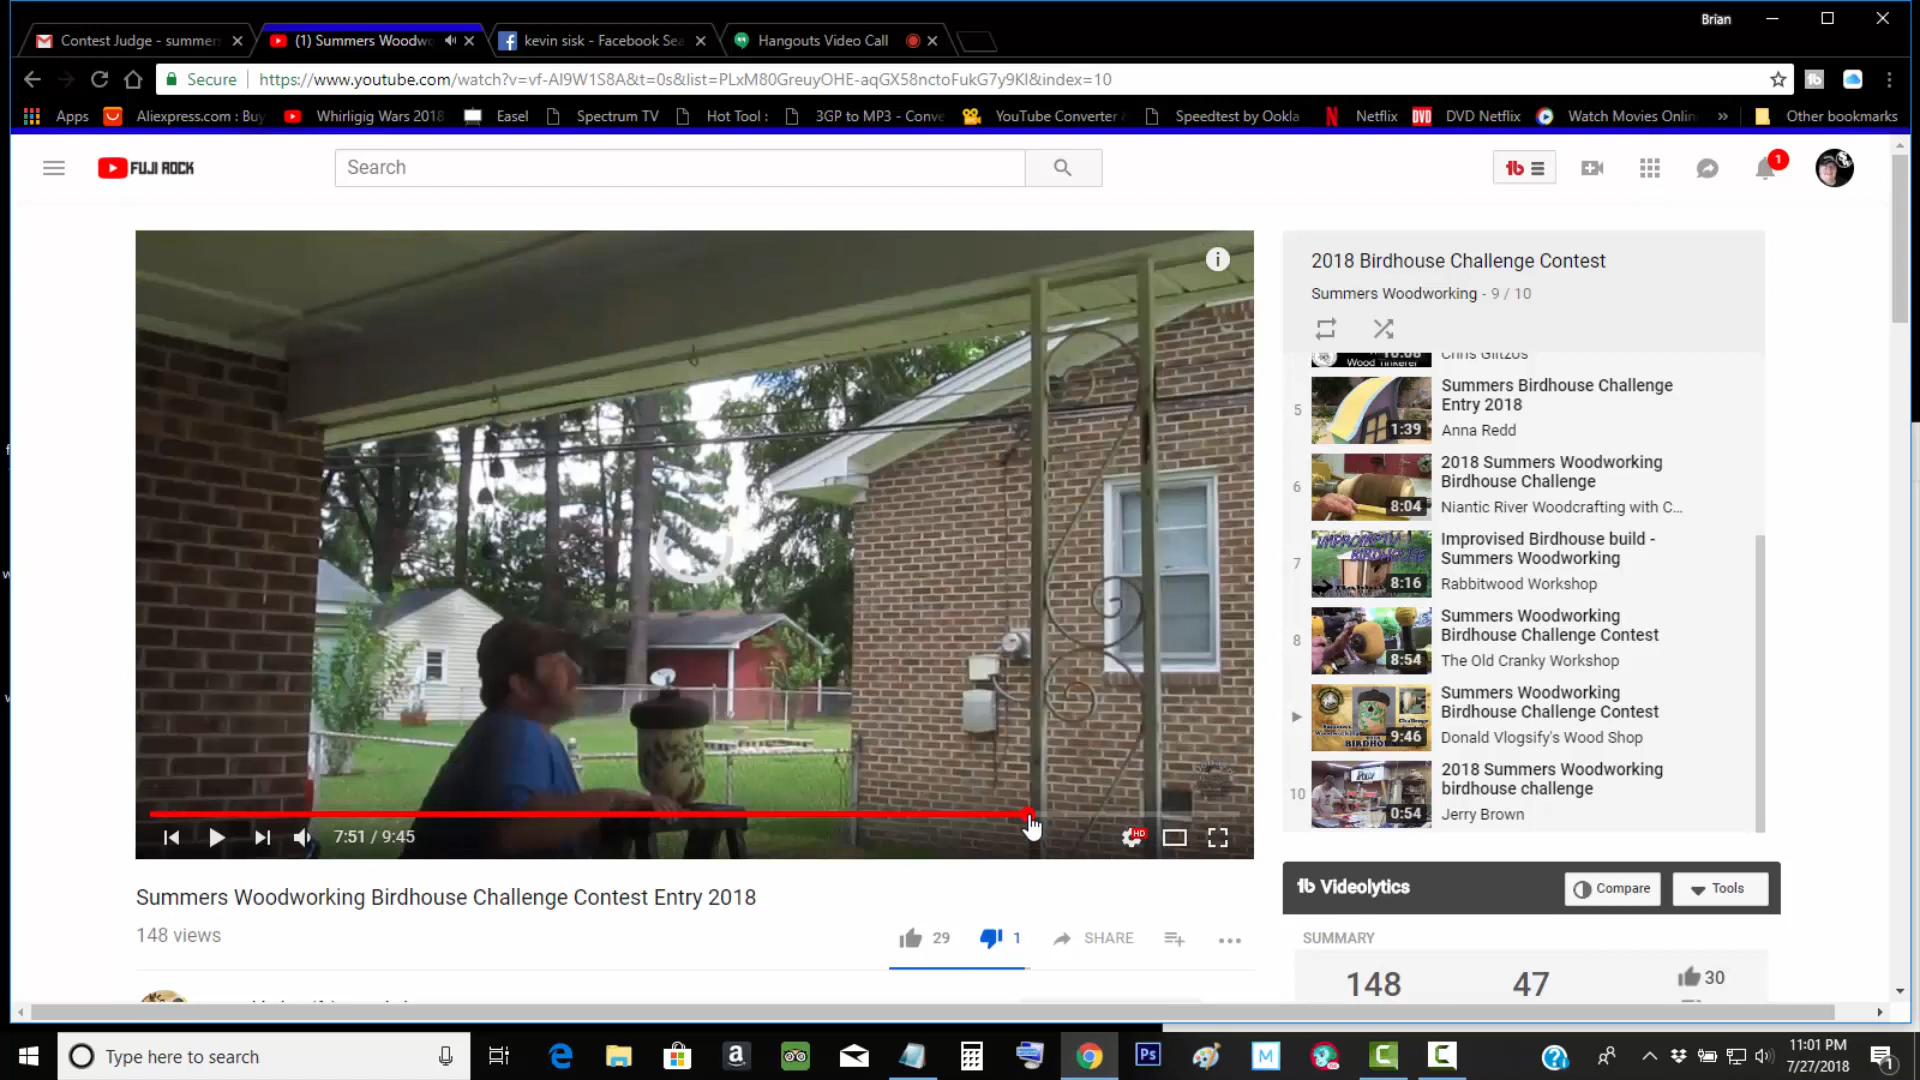 Brian
Contest Judge - summer
(1) Summers Woodwo
kevin sisk - Facebook Sea
Hangouts Video Call
Secure
https://www.youtube.com/watch?v=vf-AI9W1S8A&t=0s&list=PLxM80GreuyOHE-aqGX58nctoFukG7y9Kl&index=10
Apps
Aliexpress.com : Buy
Whirligig Wars 2018
Easel
Spectrum TV
Hot Tool :
3GP to MP3 - Conve
YouTube Converter
Speedtest by Ookla
Netflix
DVD
DVD Netflix
Watch Movies Onlin
»
Other bookmarks
FUJI ROCK
Search
1
2018 Birdhouse Challenge Contest
Summers Woodworking - 9 / 10
5
Summers Birdhouse Challenge
Entry 2018
1:39
Anna Redd
6
2018 Summers Woodworking
Birdhouse Challenge
8:04
Niantic River Woodcrafting with C...
7
Improvised Birdhouse build -
Summers Woodworking
8:16
Rabbitwood Workshop
8
Summers Woodworking
Birdhouse Challenge Contest
8:54
The Old Cranky Workshop
Summers Woodworking
Birdhouse Challenge Contest
9:46
Donald Vlogsify's Wood Shop
10
2018 Summers Woodworking
birdhouse challenge
0:54
Jerry Brown
7:51 / 9:45
HD
Summers Woodworking Birdhouse Challenge Contest Entry 2018
148 views
29
1
SHARE
Videolytics
Compare
Tools
SUMMARY
148
47
30
Type here to search
Ps
M
11:01 PM
7/27/2018
1